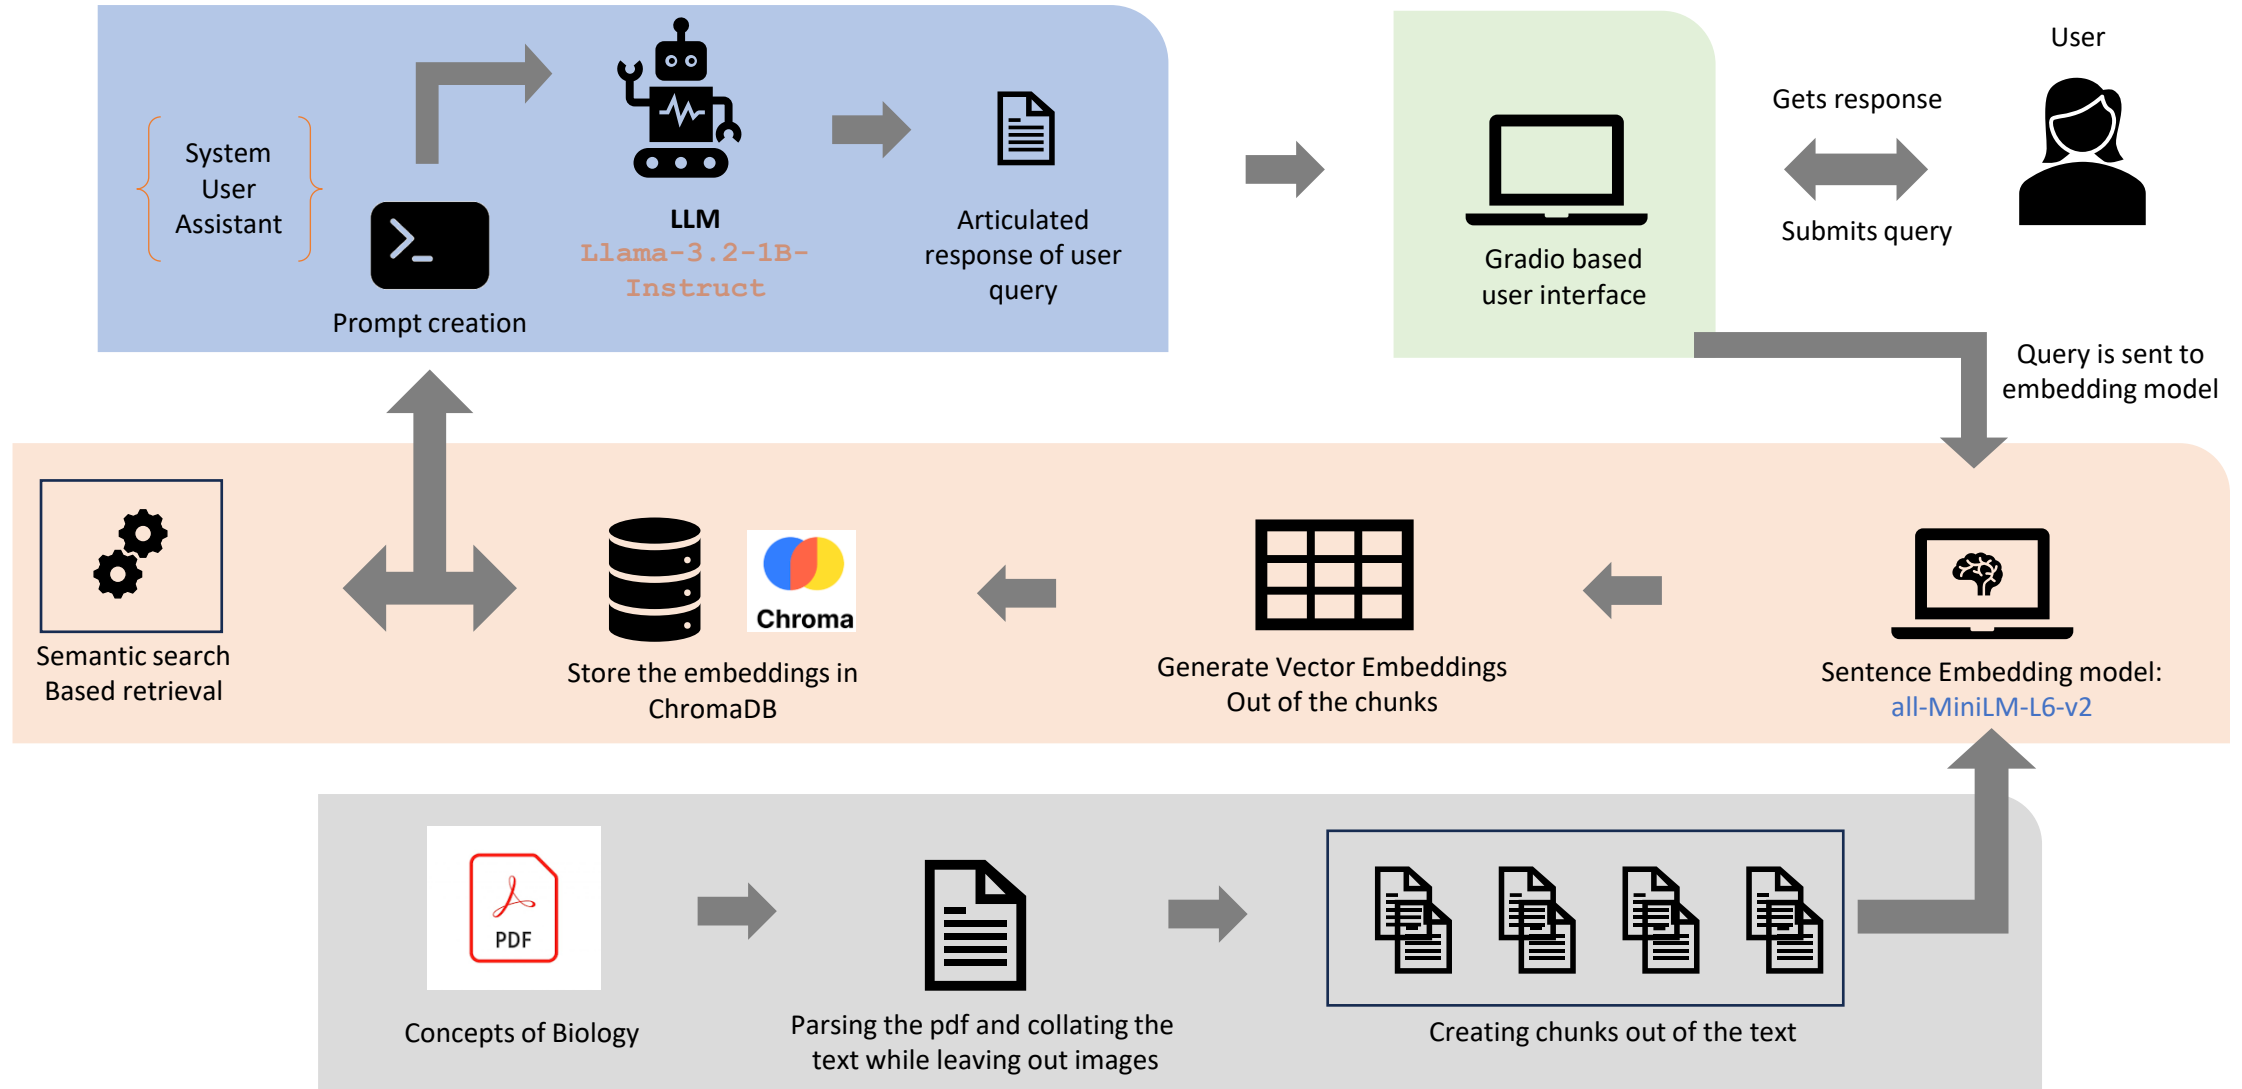 System
User
Assistant
Prompt creation
LLM
Llama-3.2-1B-
Instruct
Articulated
response of user
query
Gradio based
user interface
User
Gets response
Submits query
Query is sent to
embedding model
Semantic search
Based retrieval
Chroma
Store the embeddings in
ChromaDB
Generate Vector Embeddings
Out of the chunks
Sentence Embedding model:
all-MiniLM-L6-v2
PDF
Concepts of Biology
Parsing the pdf and collating the
text while leaving out images
Creating chunks out of the text